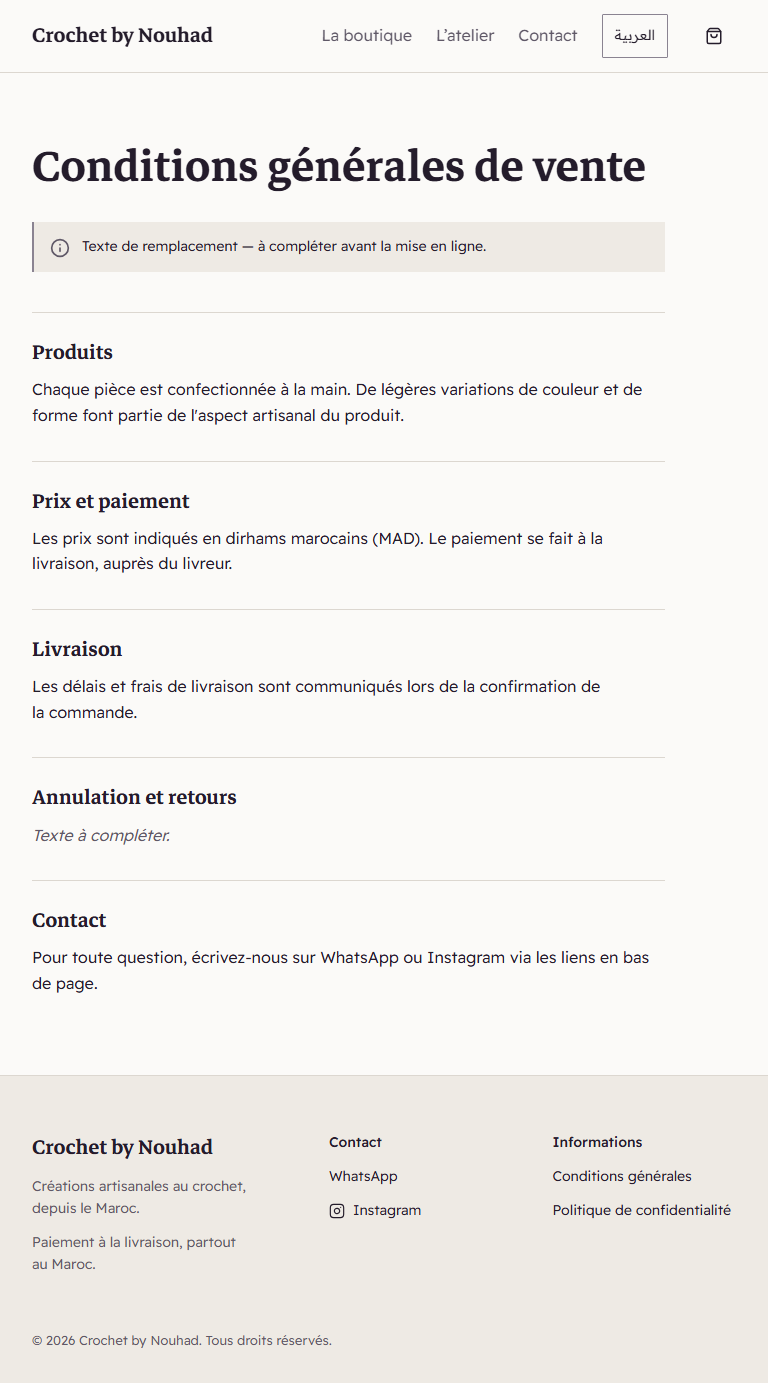 Crochet by Nouhad
La boutique
L’atelier
Contact
العربية
Conditions générales de vente
Texte de remplacement — à compléter avant la mise en ligne.
Produits
Chaque pièce est confectionnée à la main. De légères variations de couleur et de
forme font partie de l'aspect artisanal du produit.
Prix et paiement
Les prix sont indiqués en dirhams marocains (MAD). Le paiement se fait à la
livraison, auprès du livreur.
Livraison
Les délais et frais de livraison sont communiqués lors de la confirmation de
la commande.
Annulation et retours
Texte à compléter.
Contact
Pour toute question, écrivez-nous sur WhatsApp ou Instagram via les liens en bas
de page.
Crochet by Nouhad
Créations artisanales au crochet,
depuis le Maroc.
Paiement à la livraison, partout
au Maroc.
Contact
WhatsApp
Instagram
Informations
Conditions générales
Politique de confidentialité
© 2026 Crochet by Nouhad. Tous droits réservés.